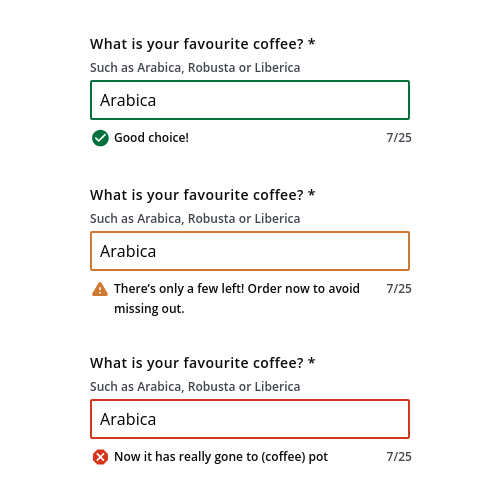 What is your favourite coffee? *
Such as Arabica, Robusta or Liberica
Arabica
Good choice! 7/25
What is your favourite coffee? *
Such as Arabica, Robusta or Liberica
Arabica
There’s only a few left! Order now to avoid 7/25
missing out.
What is your favourite coffee? *
Such as Arabica, Robusta or Liberica
Arabica
Now it has really gone to (coffee) pot 7/25